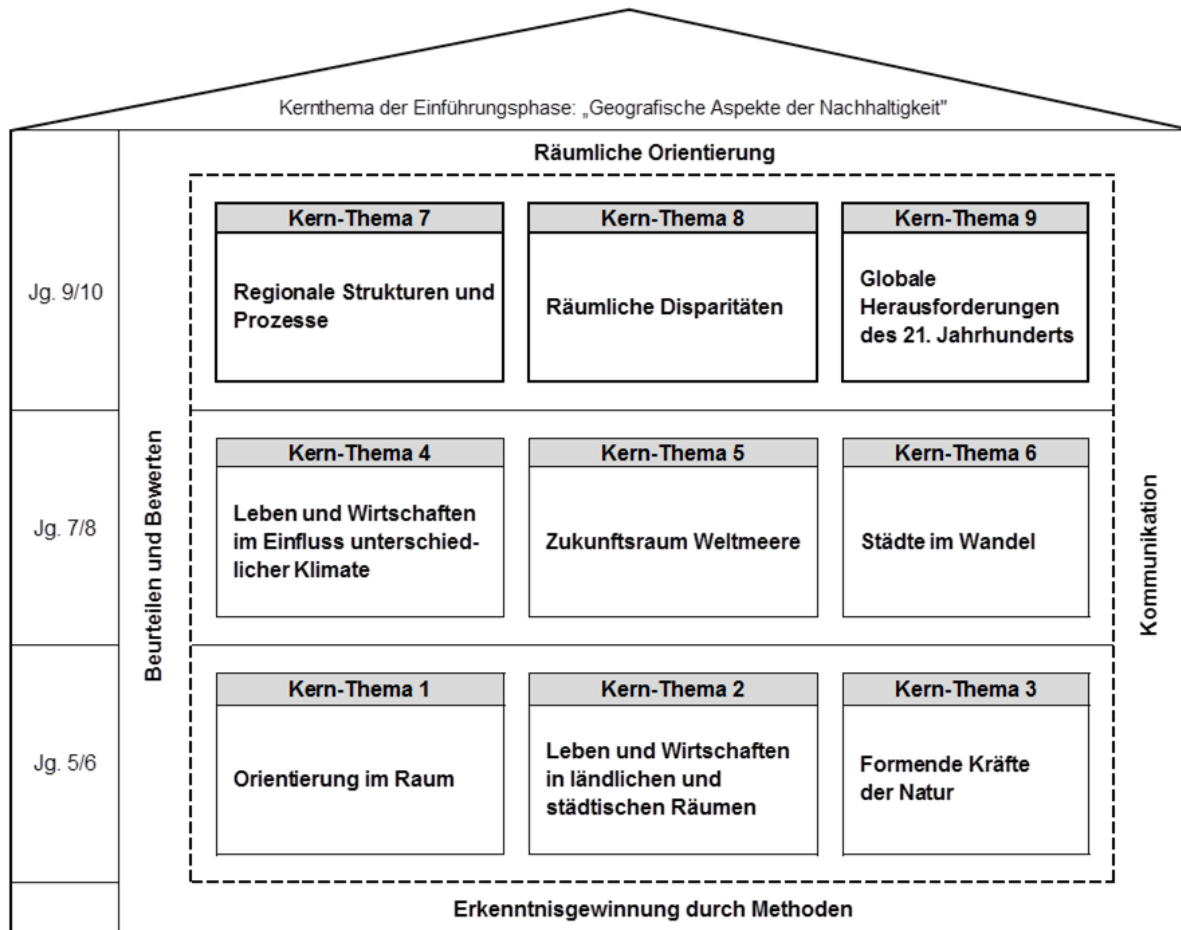 Kernthema der Einführungsphase: „Geografische Aspekte der Nachhaltigkeit"
Räumliche Orientierung
Jg. 9/10
Kern-Thema 7
Regionale Strukturen und
Prozesse
Kern-Thema 8
Räumliche Disparitäten
Kern-Thema 9
Globale
Herausforderungen
des 21. Jahrhunderts
Beurteilen und Bewerten
Kommunikation
Jg. 7/8
Kern-Thema 4
Leben und Wirtschaften
im Einfluss unterschied-
licher Klimate
Kern-Thema 5
Zukunftsraum Weltmeere
Kern-Thema 6
Städte im Wandel
Jg. 5/6
Kern-Thema 1
Orientierung im Raum
Kern-Thema 2
Leben und Wirtschaften
in ländlichen und
städtischen Räumen
Kern-Thema 3
Formende Kräfte
der Natur
Erkenntnisgewinnung durch Methoden